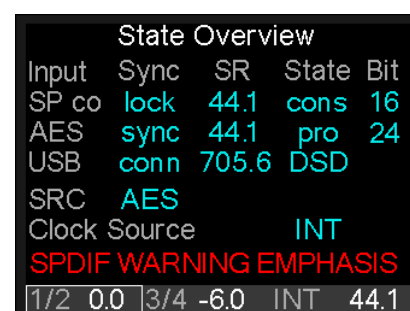 State Overview
Input Sync SR State Bit
SP co lock 44.1 cons 16
AES sync 44.1 pro 24
USB conn 705.6 DSD
SRC AES
Clock Source INT
SPDIF WARNING EMPHASIS
1/2 0.0 3/4 -6.0 INT 44.1